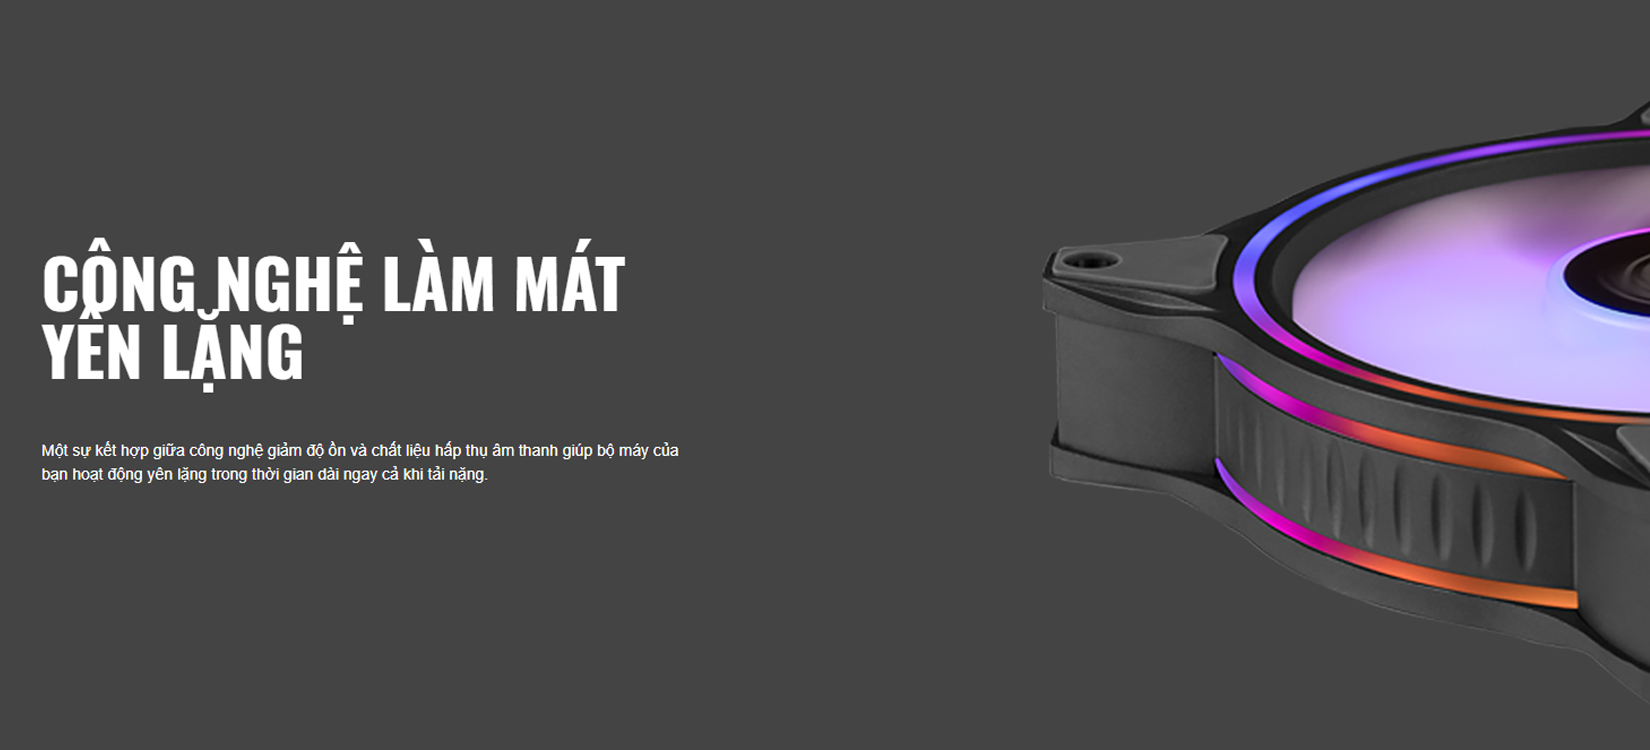 CÔNG NGHỆ LÀM MÁT
YÊN LẶNG
Một sự kết hợp giữa công nghệ giảm độ ồn và chất liệu hấp thụ âm thanh giúp bộ máy của
bạn hoạt động yên lặng trong thời gian dài ngay cả khi tải nặng.